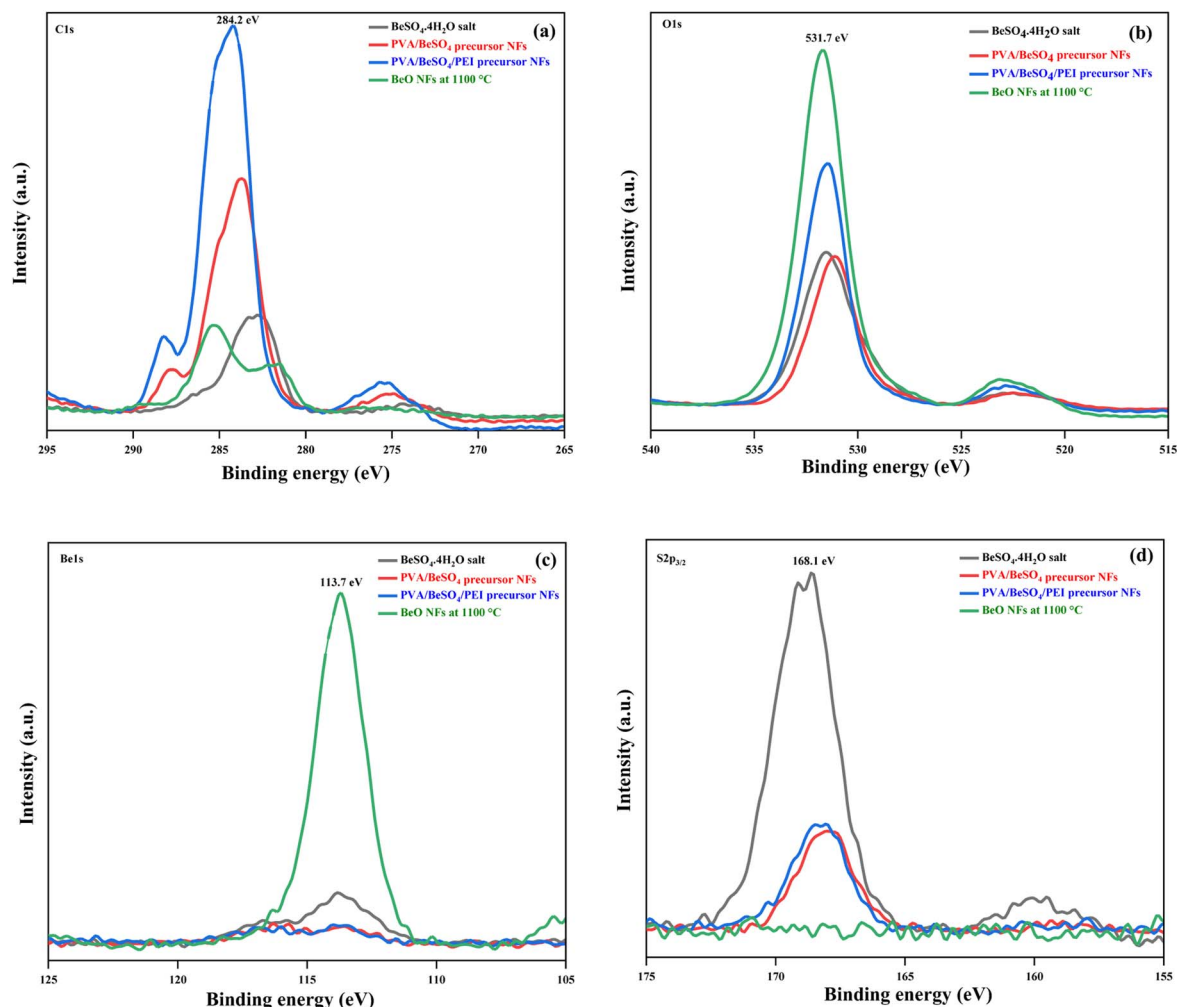 C1s
284.2 eV
(a)
BeSO₄.4H₂O salt
PVA/BeSO₄ precursor NFs
PVA/BeSO₄/PEI precursor NFs
BeO NFs at 1100 °C
Intensity (a.u.)
295 290 285 280 275 270 265
Binding energy (eV)
O1s
531.7 eV
(b)
BeSO₄.4H₂O salt
PVA/BeSO₄ precursor NFs
PVA/BeSO₄/PEI precursor NFs
BeO NFs at 1100 °C
Intensity (a.u.)
540 535 530 525 520 515
Binding energy (eV)
Be1s
113.7 eV
(c)
BeSO₄.4H₂O salt
PVA/BeSO₄ precursor NFs
PVA/BeSO₄/PEI precursor NFs
BeO NFs at 1100 °C
Intensity (a.u.)
125 120 115 110 105
Binding energy (eV)
S2p₃/₂
168.1 eV
(d)
BeSO₄.4H₂O salt
PVA/BeSO₄ precursor NFs
PVA/BeSO₄/PEI precursor NFs
BeO NFs at 1100 °C
Intensity (a.u.)
175 170 165 160 155
Binding energy (eV)